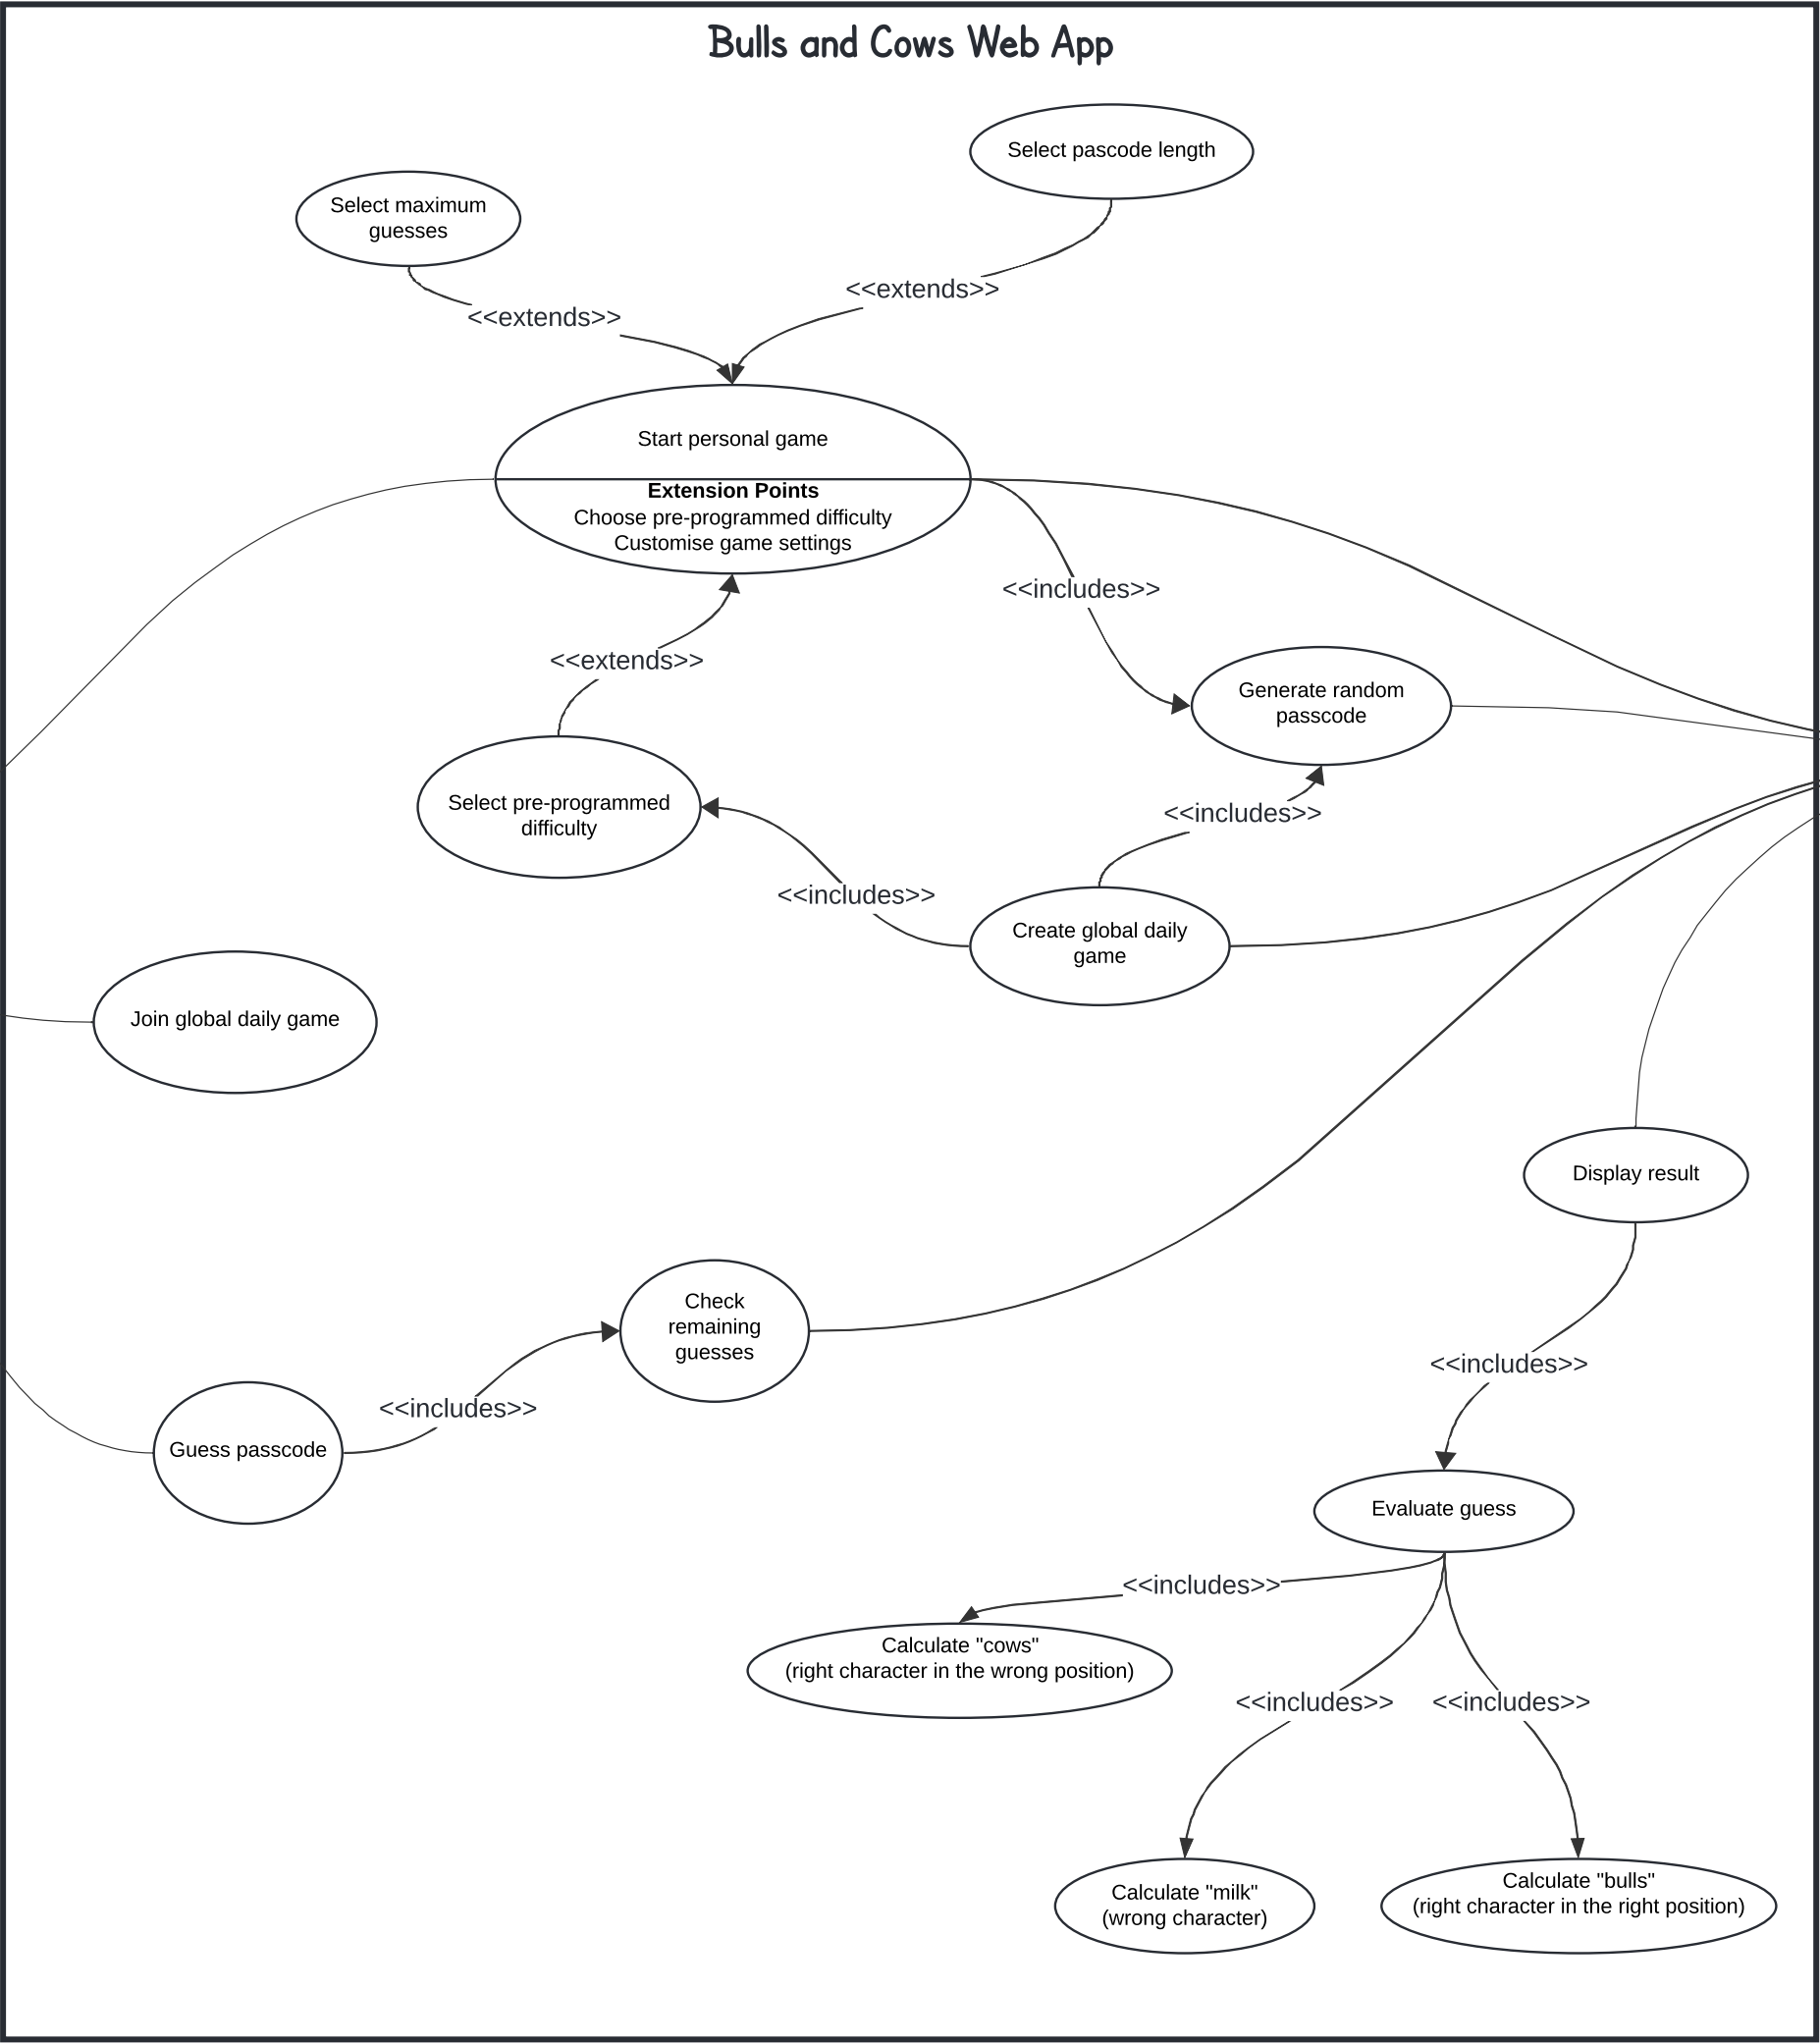 Bulls and Cows Web App
Select pascode length
Select maximum
guesses
<<extends>>
<<extends>>
Start personal game
Extension Points
Choose pre-programmed difficulty
Customise game settings
<<includes>>
<<extends>>
Generate random
passcode
Select pre-programmed
difficulty
<<includes>>
<<includes>>
Create global daily
game
Join global daily game
Display result
Check
remaining
guesses
<<includes>>
<<includes>>
Guess passcode
Evaluate guess
<<includes>>
Calculate "cows"
(right character in the wrong position)
<<includes>>
<<includes>>
Calculate "milk"
(wrong character)
Calculate "bulls"
(right character in the right position)